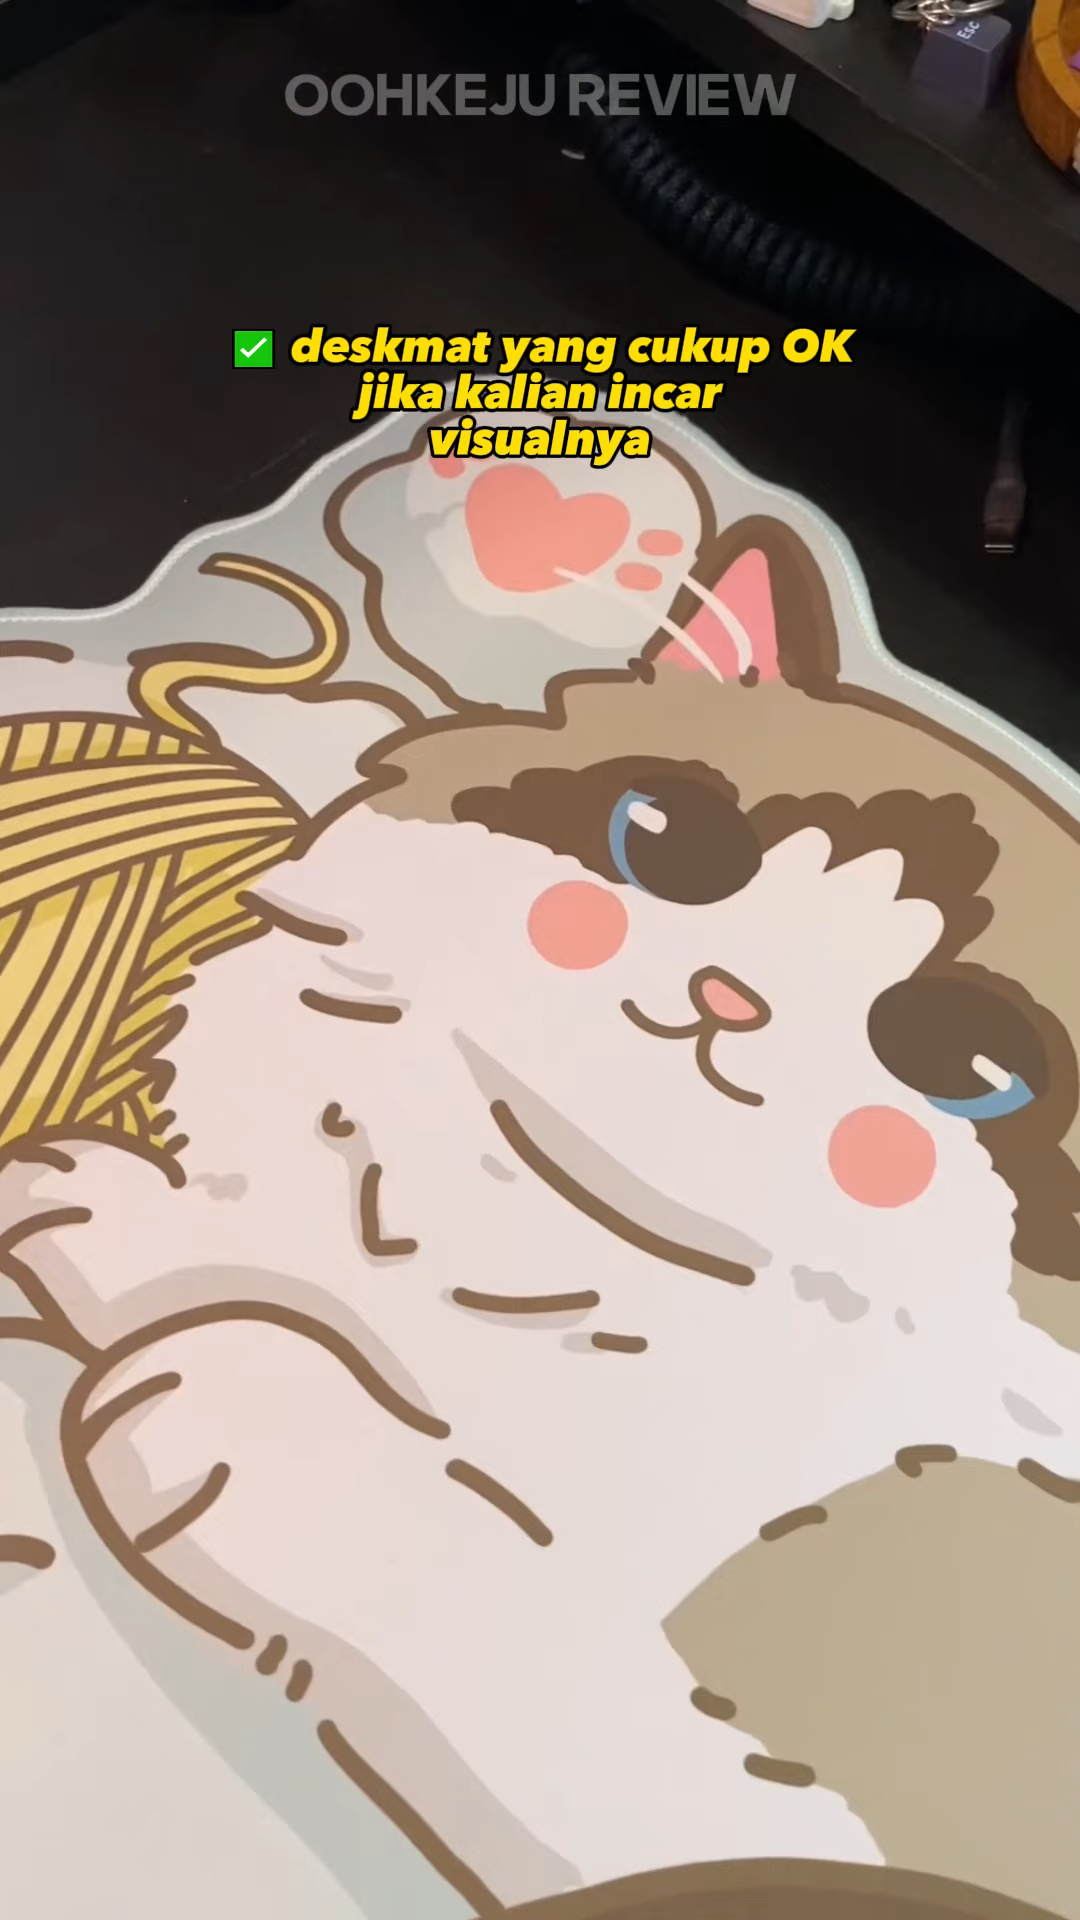 OOHKEJU REVIEW
ESC
✅ deskmat yang cukup OK
jika kalian incar
visualnya